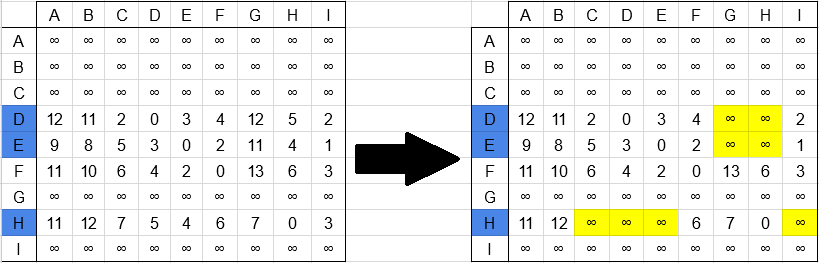 A B C D E F G H I A B C D E F G H I
A ∞ ∞ ∞ ∞ ∞ ∞ ∞ ∞ ∞ A ∞ ∞ ∞ ∞ ∞ ∞ ∞ ∞ ∞
B ∞ ∞ ∞ ∞ ∞ ∞ ∞ ∞ ∞ B ∞ ∞ ∞ ∞ ∞ ∞ ∞ ∞ ∞
C ∞ ∞ ∞ ∞ ∞ ∞ ∞ ∞ ∞ C ∞ ∞ ∞ ∞ ∞ ∞ ∞ ∞ ∞
D 12 11 2 0 3 4 12 5 2 D 12 11 2 0 3 4 ∞ ∞ 2
E 9 8 5 3 0 2 11 4 1 E 9 8 5 3 0 2 ∞ ∞ 1
F 11 10 6 4 2 0 13 6 3 F 11 10 6 4 2 0 13 6 3
G ∞ ∞ ∞ ∞ ∞ ∞ ∞ ∞ ∞ G ∞ ∞ ∞ ∞ ∞ ∞ ∞ ∞ ∞
H 11 12 7 5 4 6 7 0 3 H 11 12 ∞ ∞ ∞ 6 7 0 ∞
I ∞ ∞ ∞ ∞ ∞ ∞ ∞ ∞ ∞ I ∞ ∞ ∞ ∞ ∞ ∞ ∞ ∞ ∞